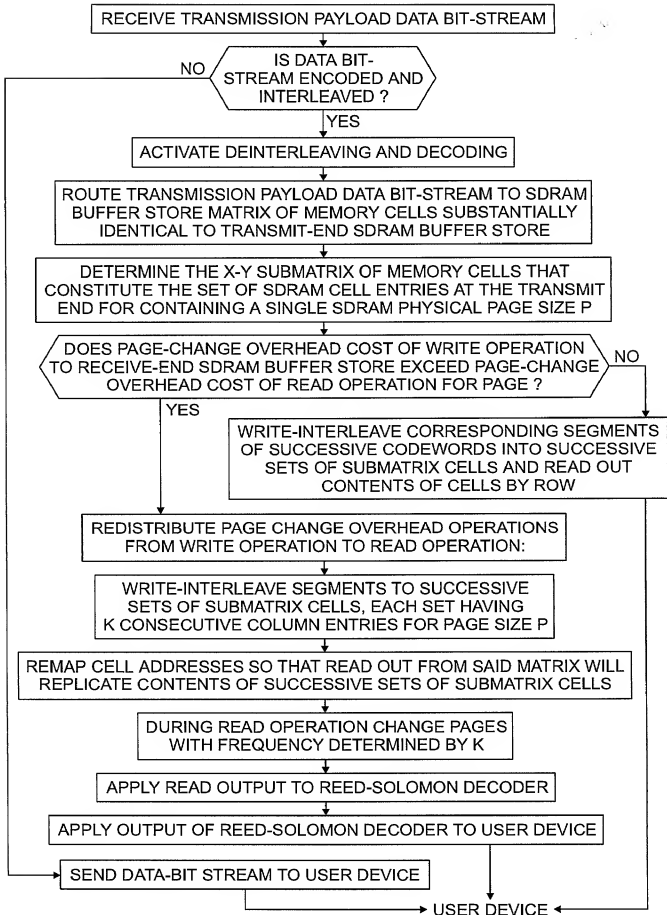 RECEIVE TRANSMISSION PAYLOAD DATA BIT-STREAM
IS DATA BIT-
STREAM ENCODED AND
INTERLEAVED ?
NO
YES
ACTIVATE DEINTERLEAVING AND DECODING
ROUTE TRANSMISSION PAYLOAD DATA BIT-STREAM TO SDRAM
BUFFER STORE MATRIX OF MEMORY CELLS SUBSTANTIALLY
IDENTICAL TO TRANSMIT-END SDRAM BUFFER STORE
DETERMINE THE X-Y SUBMATRIX OF MEMORY CELLS THAT
CONSTITUTE THE SET OF SDRAM CELL ENTRIES AT THE TRANSMIT
END FOR CONTAINING A SINGLE SDRAM PHYSICAL PAGE SIZE P
DOES PAGE-CHANGE OVERHEAD COST OF WRITE OPERATION
TO RECEIVE-END SDRAM BUFFER STORE EXCEED PAGE-CHANGE
OVERHEAD COST OF READ OPERATION FOR PAGE ?
NO
YES
WRITE-INTERLEAVE CORRESPONDING SEGMENTS
OF SUCCESSIVE CODEWORDS INTO SUCCESSIVE
SETS OF SUBMATRIX CELLS AND READ OUT
CONTENTS OF CELLS BY ROW
REDISTRIBUTE PAGE CHANGE OVERHEAD OPERATIONS
FROM WRITE OPERATION TO READ OPERATION:
WRITE-INTERLEAVE SEGMENTS TO SUCCESSIVE
SETS OF SUBMATRIX CELLS, EACH SET HAVING
K CONSECUTIVE COLUMN ENTRIES FOR PAGE SIZE P
REMAP CELL ADDRESSES SO THAT READ OUT FROM SAID MATRIX WILL
REPLICATE CONTENTS OF SUCCESSIVE SETS OF SUBMATRIX CELLS
DURING READ OPERATION CHANGE PAGES
WITH FREQUENCY DETERMINED BY K
APPLY READ OUTPUT TO REED-SOLOMON DECODER
APPLY OUTPUT OF REED-SOLOMON DECODER TO USER DEVICE
SEND DATA-BIT STREAM TO USER DEVICE
USER DEVICE